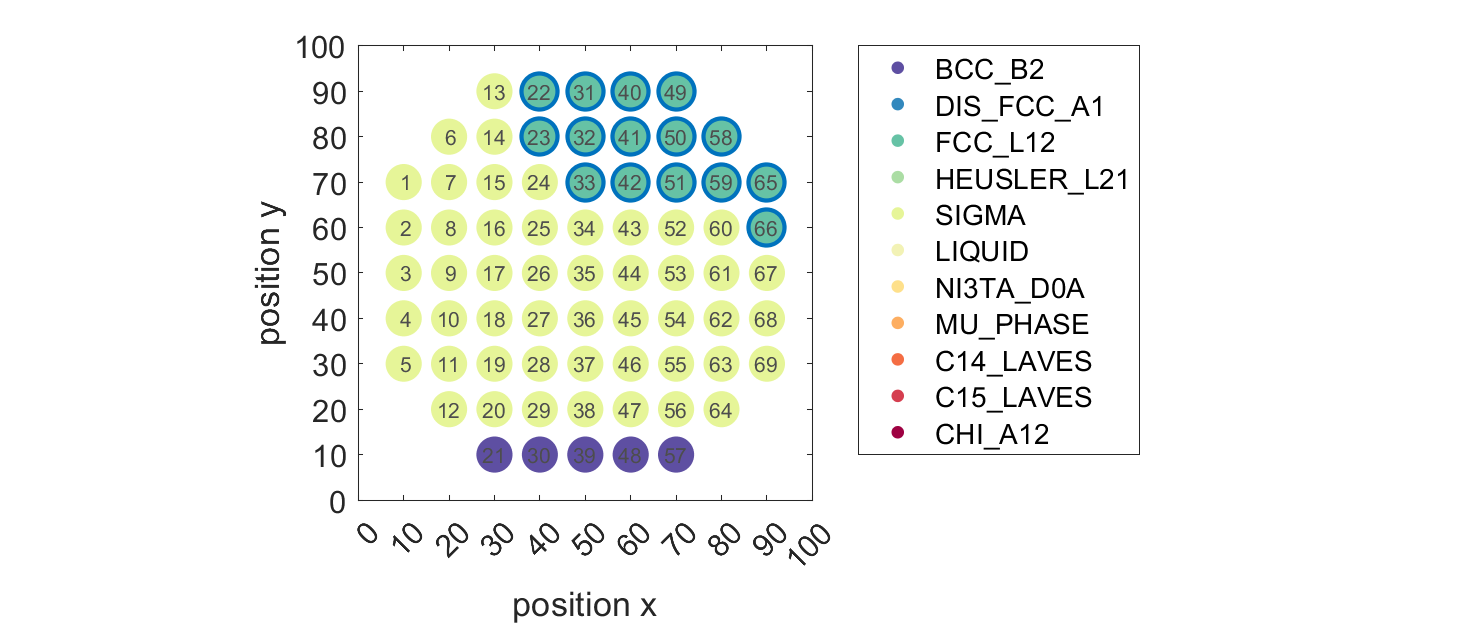 100
90
80
70
60
50
40
30
20
10
0
position y
13 22 31 40 49
6 14 23 32 41 50 58
1 7 15 24 33 42 51 59 65
2 8 16 25 34 43 52 60 66
3 9 17 26 35 44 53 61 67
4 10 18 27 36 45 54 62 68
5 11 19 28 37 46 55 63 69
12 20 29 38 47 56 64
21 30 39 48 57
0 10 20 30 40 50 60 70 80 90 100
position x
BCC_B2
DIS_FCC_A1
FCC_L12
HEUSLER_L21
SIGMA
LIQUID
NI3TA_D0A
MU_PHASE
C14_LAVES
C15_LAVES
CHI_A12